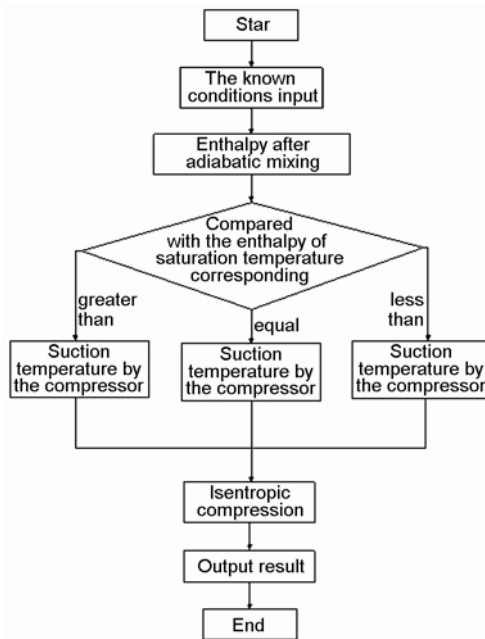 Star
The known
conditions input
Enthalpy after
adiabatic mixing
Compared
with the enthalpy of
saturation temperature
corresponding
greater
than
equal
less
than
Suction
temperature by
the compressor
Suction
temperature by
the compressor
Suction
temperature by
the compressor
Isentropic
compression
Output result
End